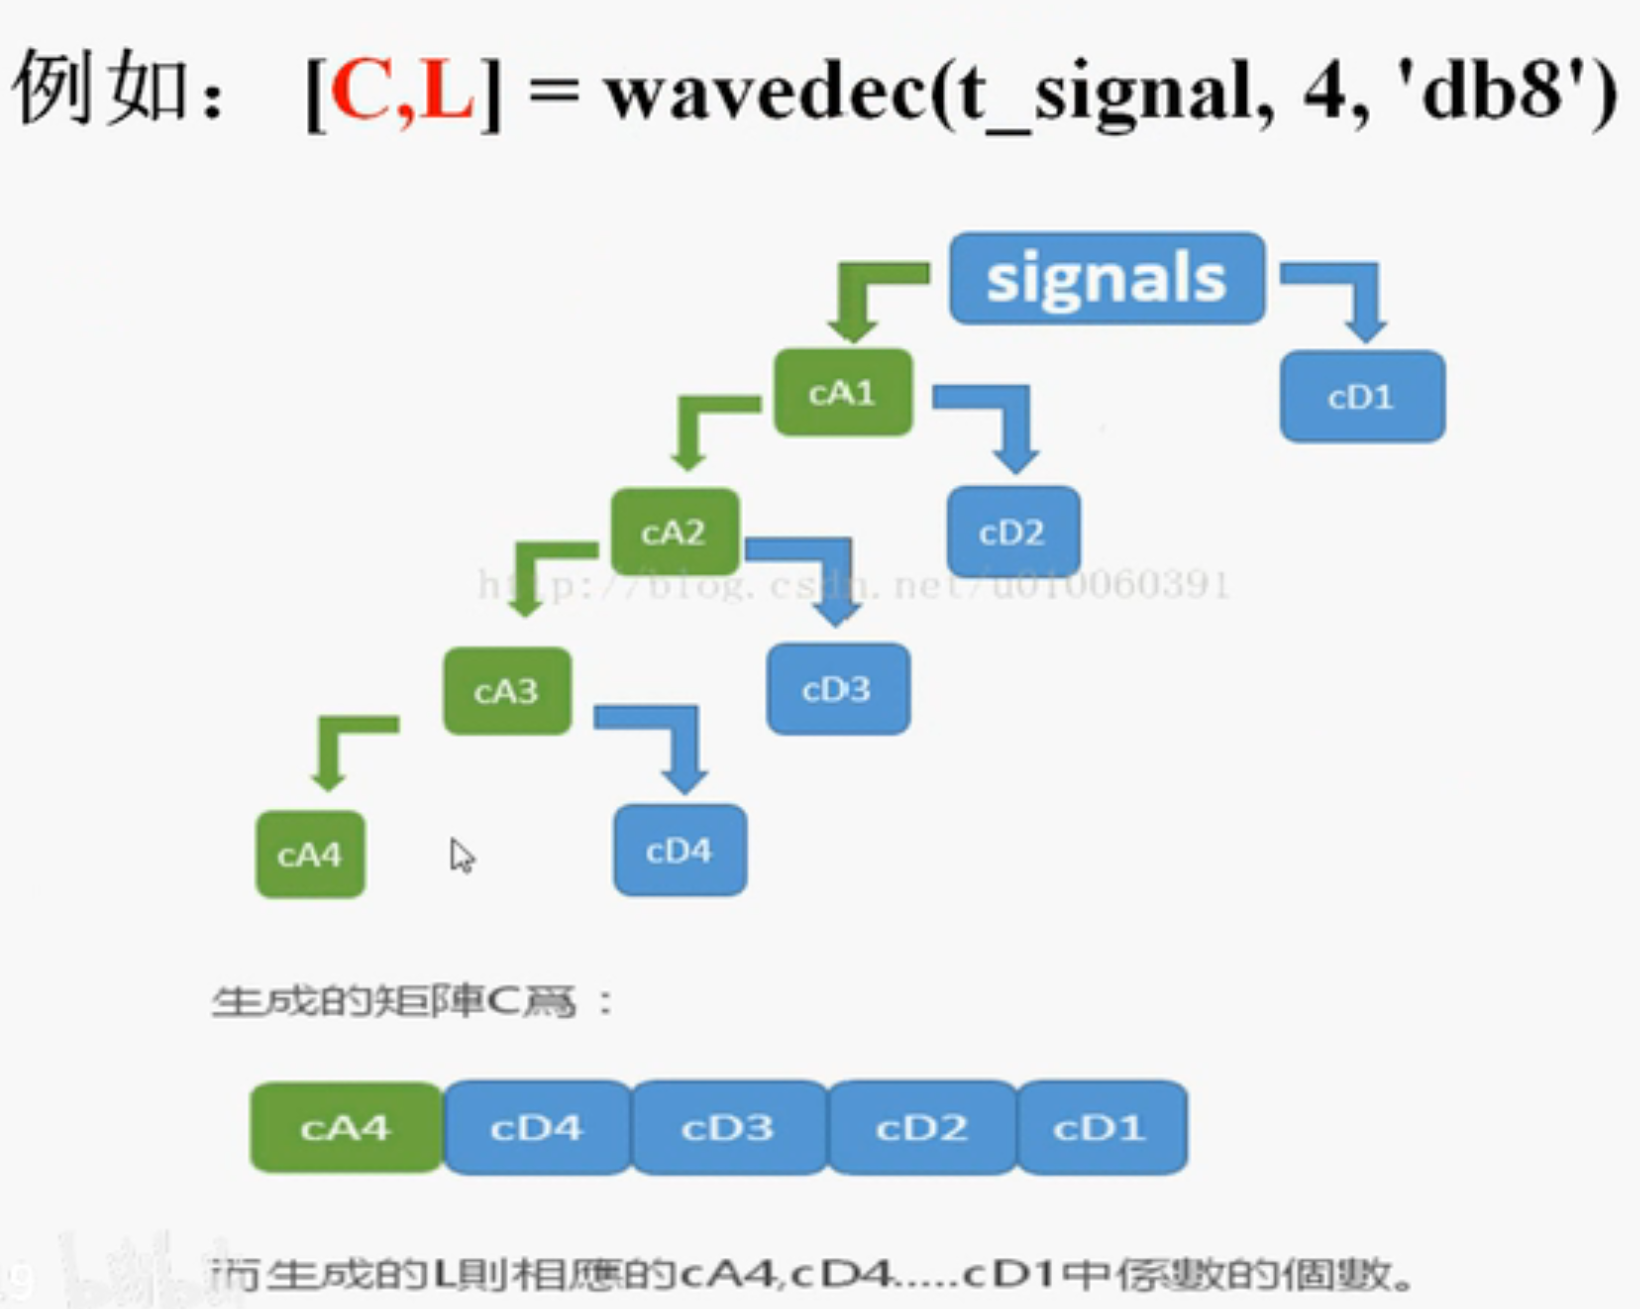 例如： [C,L] = wavedec(t_signal, 4, 'db8')
signals
cA1
cD1
cA2
cD2
http://blog.csdn.net/u010060391
cA3
cD3
cA4
cD4
生成的矩陣C爲：
cA4 cD4 cD3 cD2 cD1
而生成的L則相應的cA4,cD4.....cD1中係數的個數。